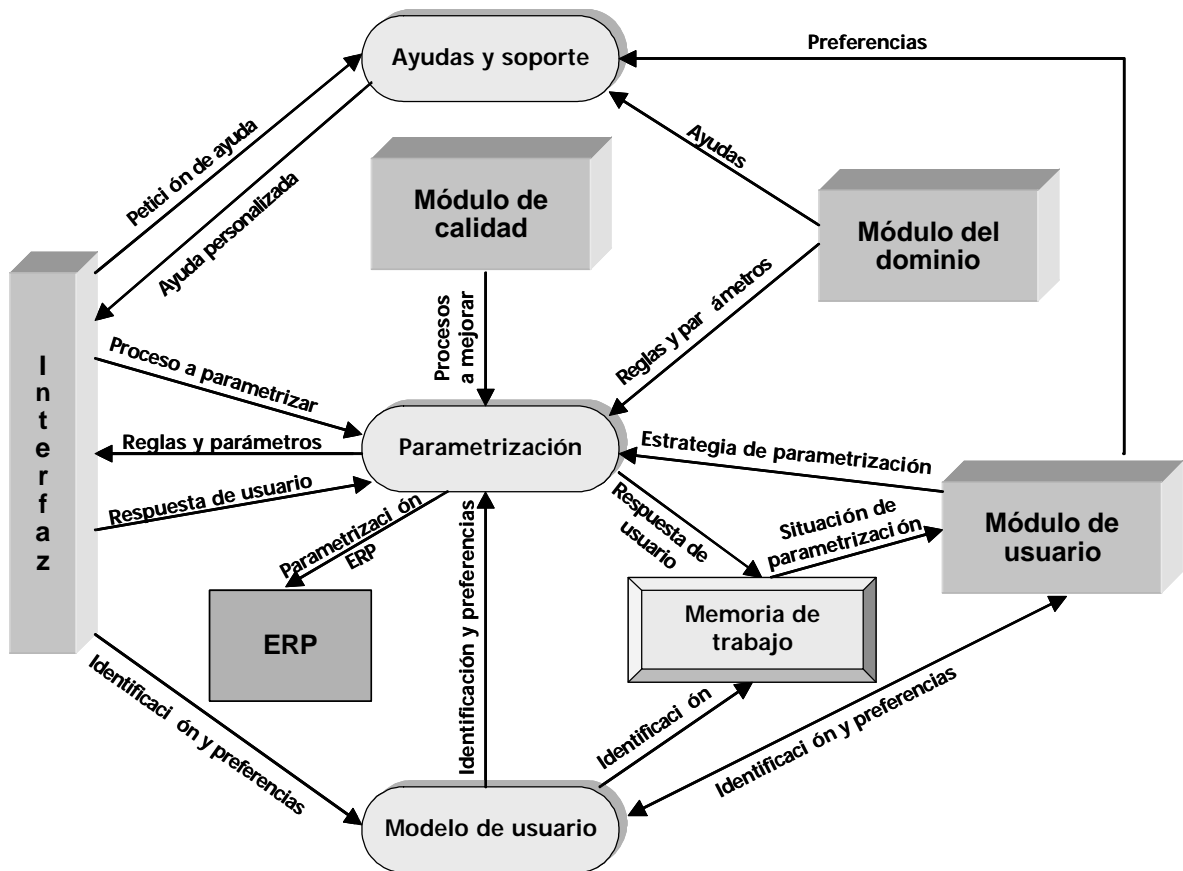 Ayudas y soporte
Preferencias
Petici ón de ayuda
Ayuda personalizada
Ayudas
Módulo de
calidad
Módulo del
dominio
Procesos
a mejorar
Reglas y par ámetros
Interfaz
Proceso a parametrizar
Reglas y parámetros
Respuesta de usuario
Parametrización
Estrategia de parametrización
Parametrizaci ón
ERP
Respuesta de
usuario
Situación de
parametrización
Módulo de
usuario
ERP
Identificación y preferencias
Memoria de
trabajo
Identificaci ón y preferencias
Identificaci ón
Identificaci ón y preferencias
Modelo de usuario